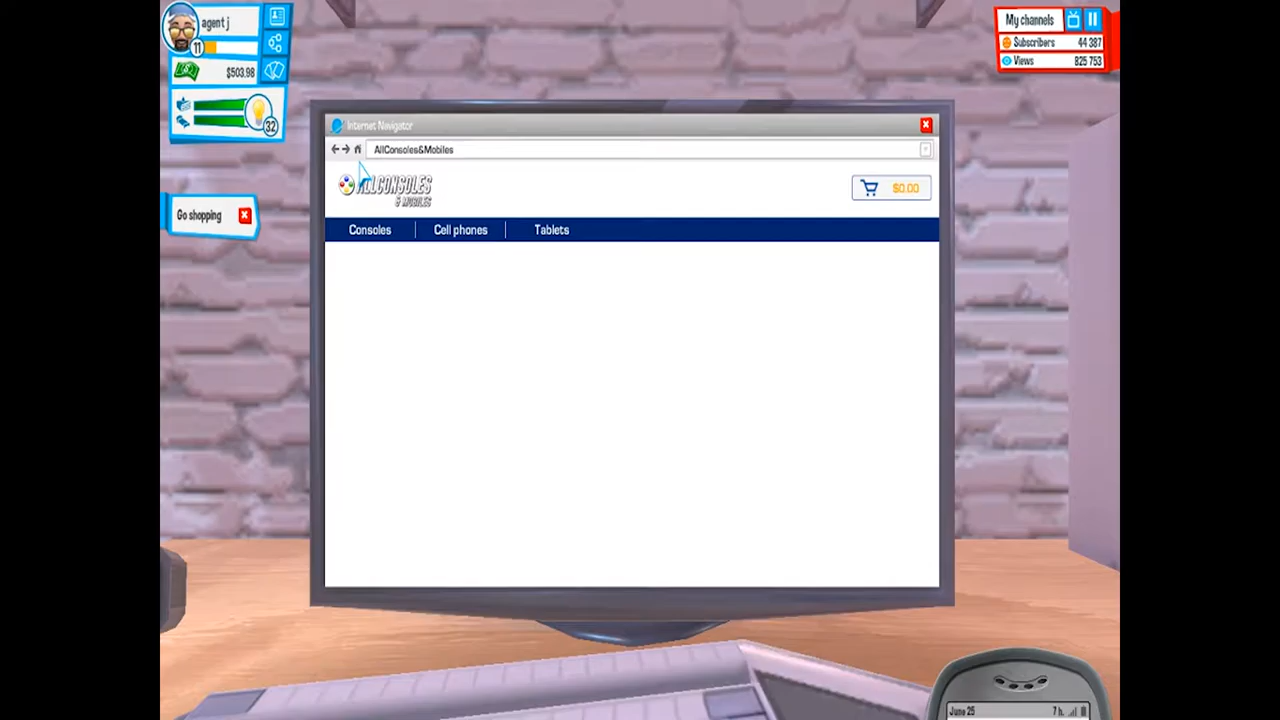 agent j
11
$503.98
32
Go shopping
My channels
Subscribers 44 387
Views 825 753
Internet Navigator
AllConsoles&Mobiles
ALLCONSOLES
& MOBILES
$0.00
Consoles Cell phones Tablets
June 25 7 h.